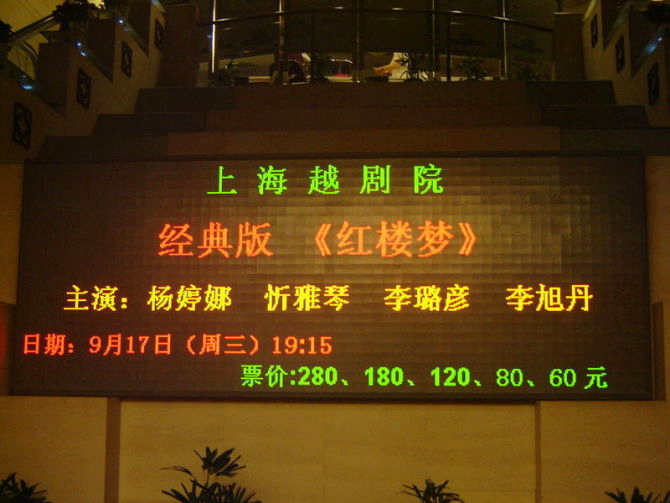 上海越剧院
经典版 《红楼梦》
主演：杨婷娜 忻雅琴 李璐彦 李旭丹
日期：9月17日（周三）19:15
票价:280、180、120、80、60 元